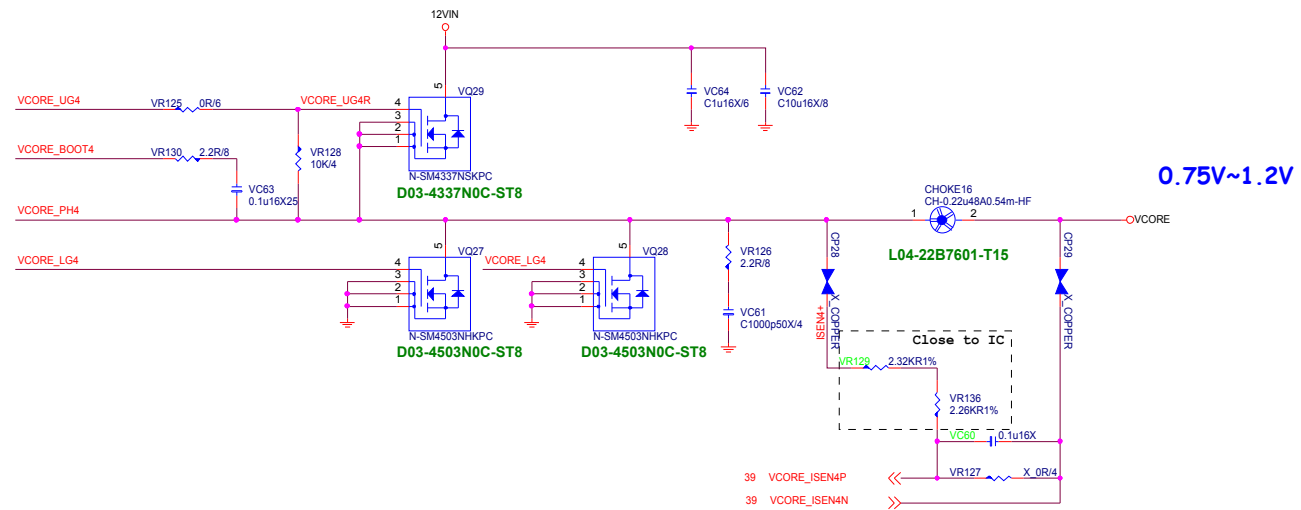 12VIN
VCORE_UG4
VR125 0R/6
VCORE_UG4R
VCORE_BOOT4
VR130 2.2R/8
VC63
0.1u16X25
VR128
10K/4
VCORE_PH4
5
4
3
2
1
VQ29
N-SM4337NSKPC
D03-4337N0C-ST8
VC64
C1u16X/6
VC62
C10u16X/8
0.75V~1.2V
CHOKE16
CH-0.22u48A0.54m-HF
1
2
VCORE
L04-22B7601-T15
VCORE_LG4
5
4
3
2
1
VQ27
N-SM4503NHKPC
D03-4503N0C-ST8
VCORE_LG4
5
4
3
2
1
VQ28
N-SM4503NHKPC
D03-4503N0C-ST8
VR126
2.2R/8
VC61
C1000p50X/4
CP28
X_COPPER
ISEN4+
CP29
X_COPPER
Close to IC
VR129 2.32KR1%
VR136
2.26KR1%
VC60 0.1u16X
VR127 X_0R/4
39 VCORE_ISEN4P
39 VCORE_ISEN4N